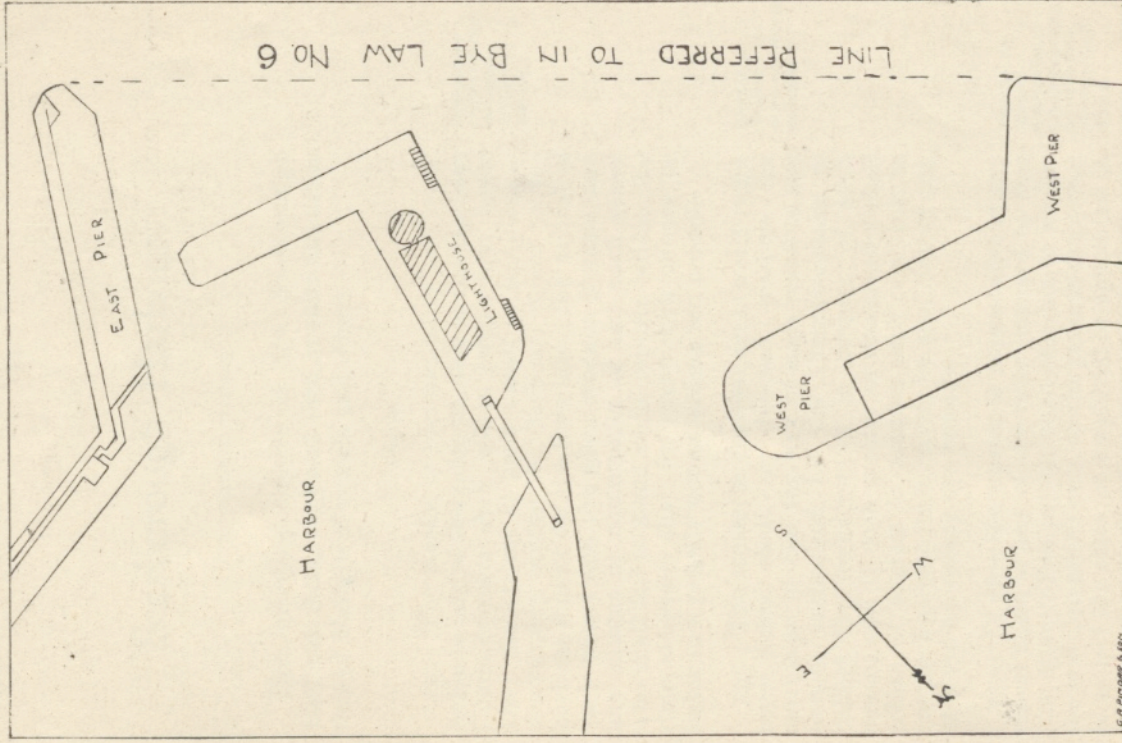 LINE REFERRED TO IN BYE LAW No. 6
EAST PIER
LIGHTHOUSE
WEST PIER
WEST
PIER
HARBOUR
HARBOUR
S
W
E
N